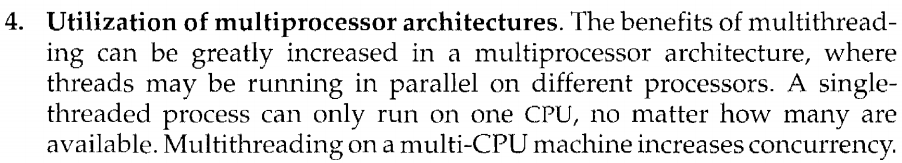 4. Utilization of multiprocessor architectures. The benefits of multithread-
ing can be greatly increased in a multiprocessor architecture, where
threads may be running in parallel on different processors. A single-
threaded process can only run on one CPU, no matter how many are
available. Multithreading on a multi-CPU machine increases concurrency.